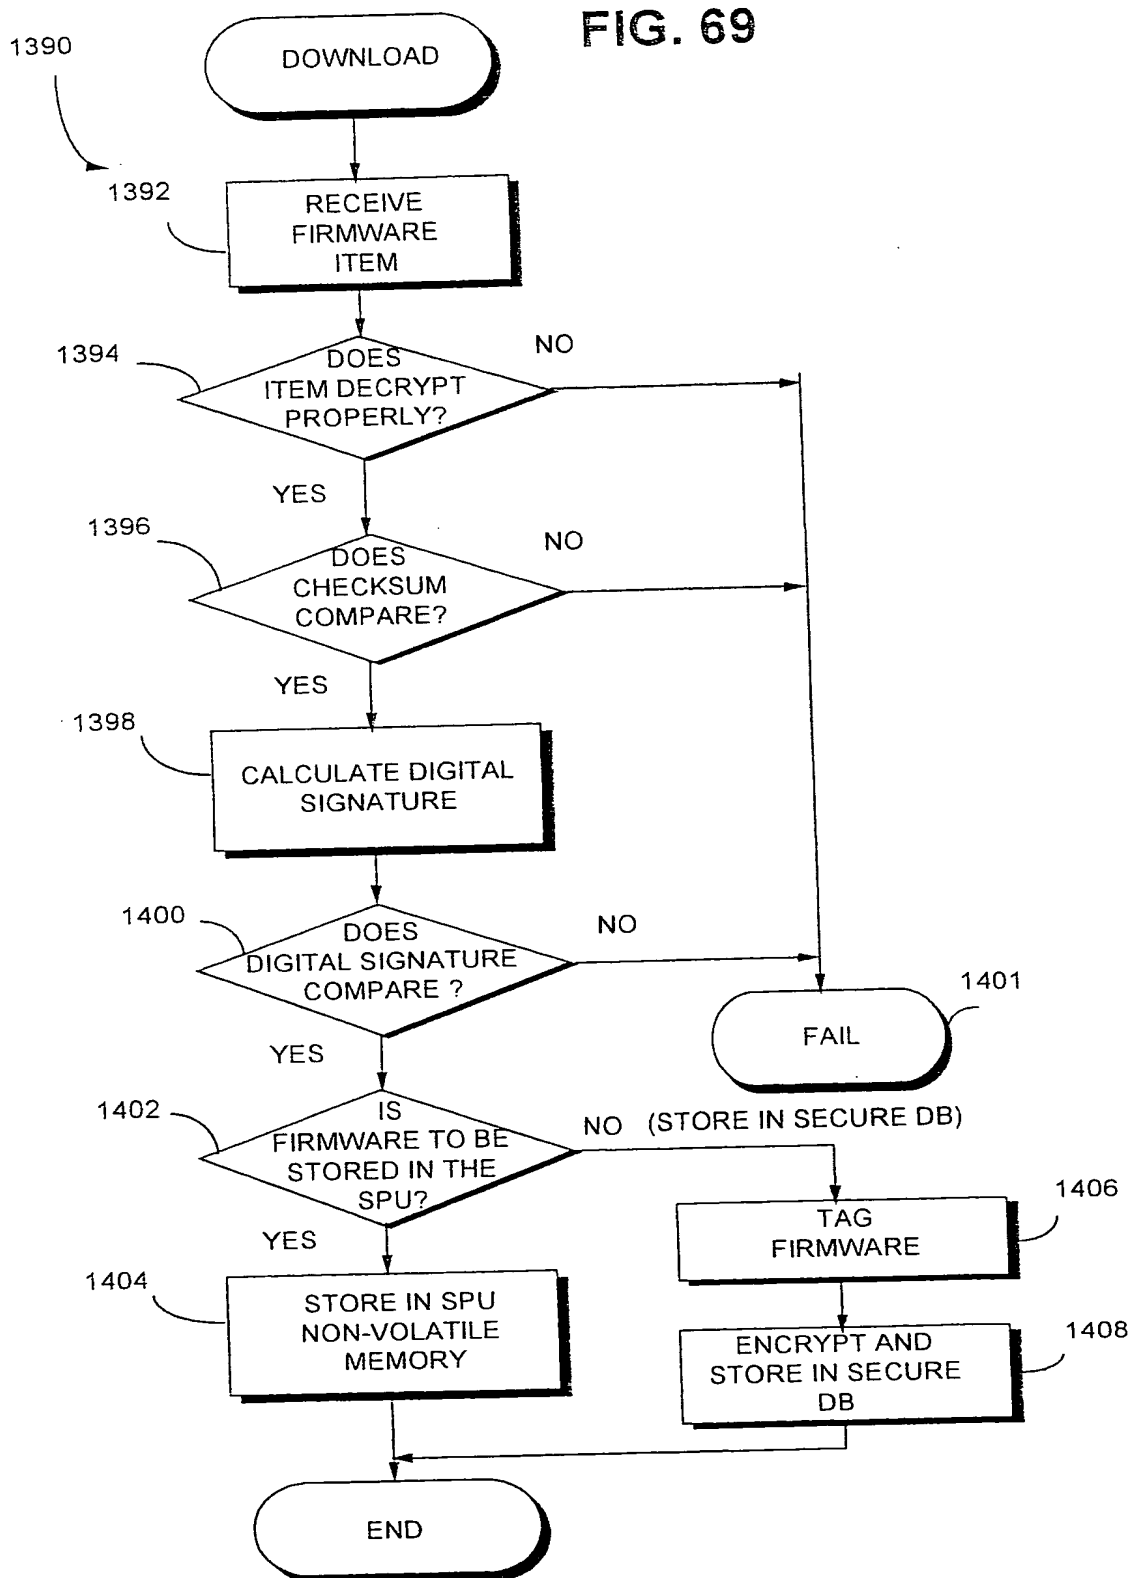 FIG. 69
1390
DOWNLOAD
1392
RECEIVE
FIRMWARE
ITEM
1394
DOES
ITEM DECRYPT
PROPERLY?
NO
YES
1396
DOES
CHECKSUM
COMPARE?
NO
YES
1398
CALCULATE DIGITAL
SIGNATURE
1400
DOES
DIGITAL SIGNATURE
COMPARE ?
NO
1401
FAIL
YES
1402
IS
FIRMWARE TO BE
STORED IN THE
SPU?
NO (STORE IN SECURE DB)
1406
TAG
FIRMWARE
YES
1404
STORE IN SPU
NON-VOLATILE
MEMORY
1408
ENCRYPT AND
STORE IN SECURE
DB
END